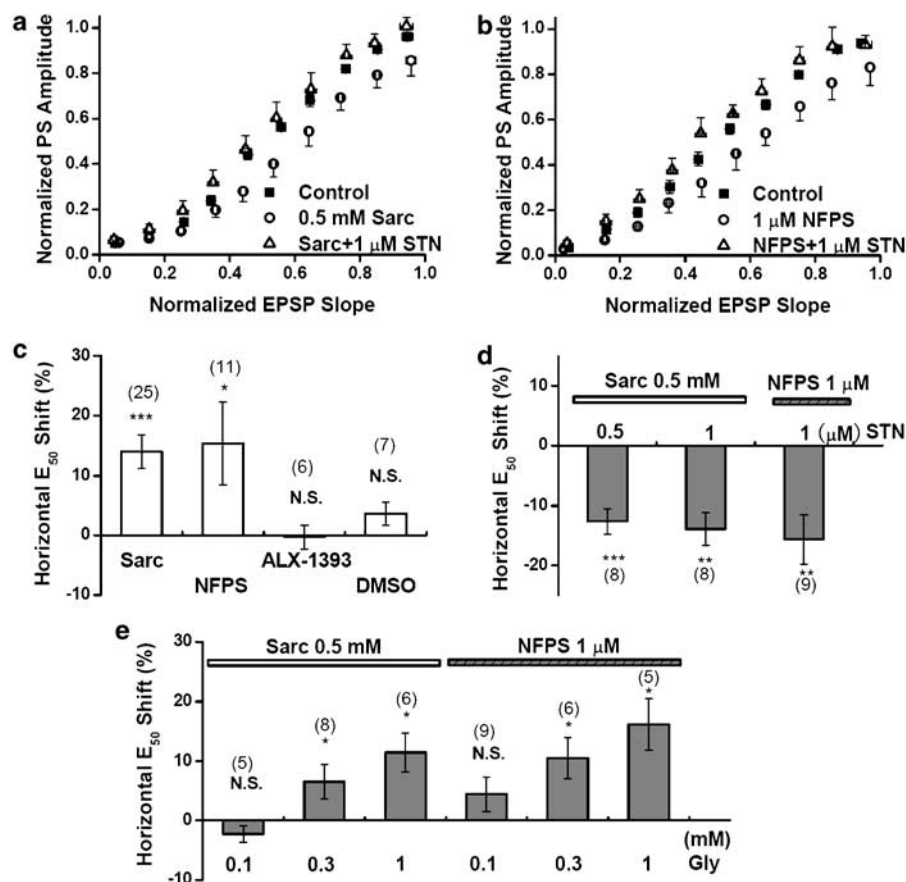 a
Normalized PS Amplitude
1.0
0.8
0.6
0.4
0.2
0.0
Control
0.5 mM Sarc
Sarc+1 μM STN
0.0 0.2 0.4 0.6 0.8 1.0
Normalized EPSP Slope
b
Normalized PS Amplitude
1.0
0.8
0.6
0.4
0.2
0.0
Control
1 μM NFPS
NFPS+1 μM STN
0.0 0.2 0.4 0.6 0.8 1.0
Normalized EPSP Slope
c
Horizontal E50 Shift (%)
30
20
10
0
-10
(25)
***
(11)
*
(6)
N.S.
(7)
N.S.
Sarc
NFPS
ALX-1393
DMSO
d
Horizontal E50 Shift (%)
10
0
-10
-20
Sarc 0.5 mM
NFPS 1 μM
0.5 1 1 (μM) STN
***
(8)
**
(8)
**
(9)
e
Horizontal E50 Shift (%)
30
20
10
0
-10
Sarc 0.5 mM
NFPS 1 μM
(5)
N.S.
(8)
*
(6)
*
(9)
N.S.
(6)
*
(5)
*
(mM)
0.1 0.3 1 0.1 0.3 1 Gly